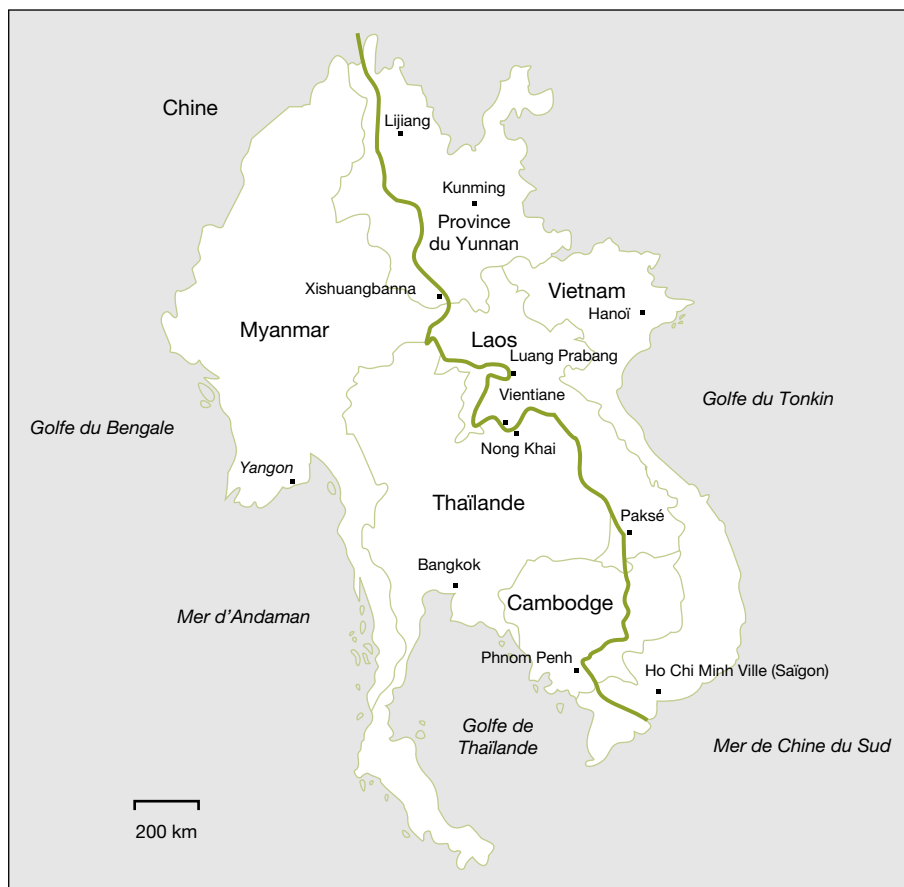 Chine
Lijiang
Kunming
Province
du Yunnan
Xishuangbanna
Vietnam
Hanoï
Myanmar
Laos
Luang Prabang
Vientiane
Golfe du Tonkin
Golfe du Bengale
Nong Khai
Yangon
Thaïlande
Paksé
Bangkok
Cambodge
Mer d'Andaman
Phnom Penh
Ho Chi Minh Ville (Saïgon)
Golfe de
Thaïlande
Mer de Chine du Sud
200 km